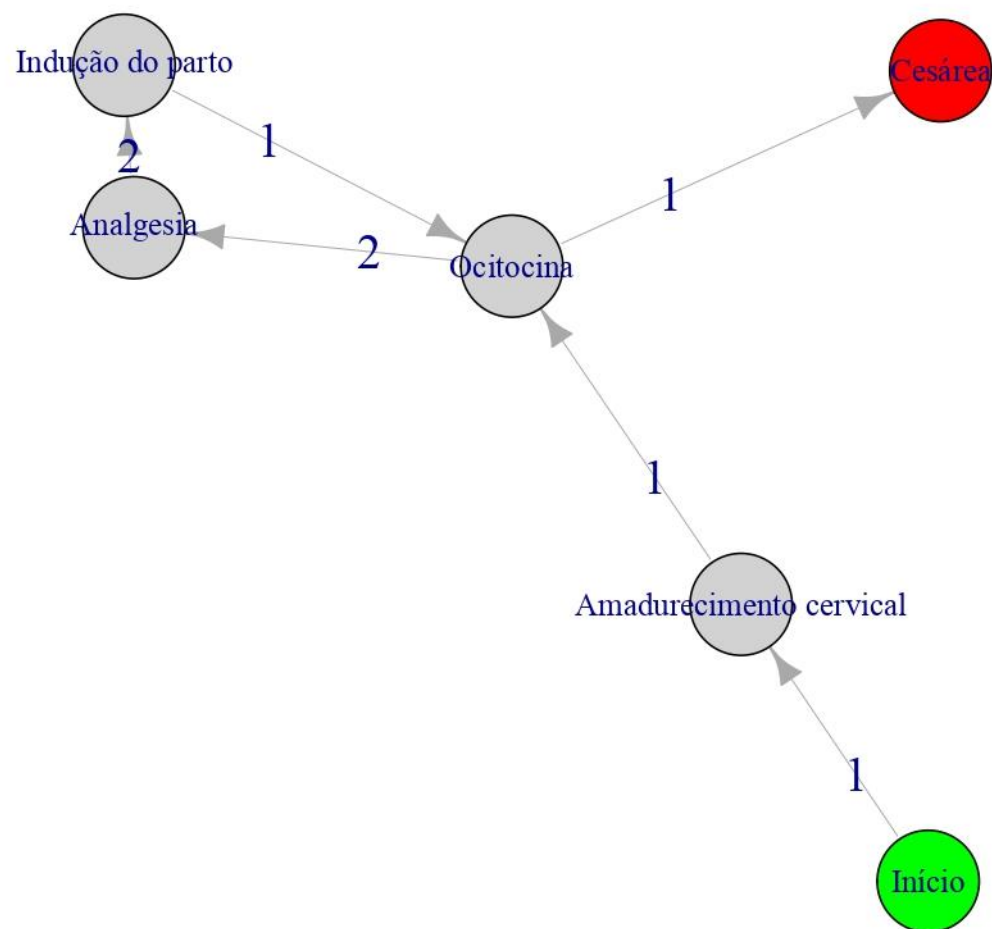 Indução do parto
Cesárea
1
2
1
Analgesia
2
Ocitocina
1
Amadurecimento cervical
1
Início